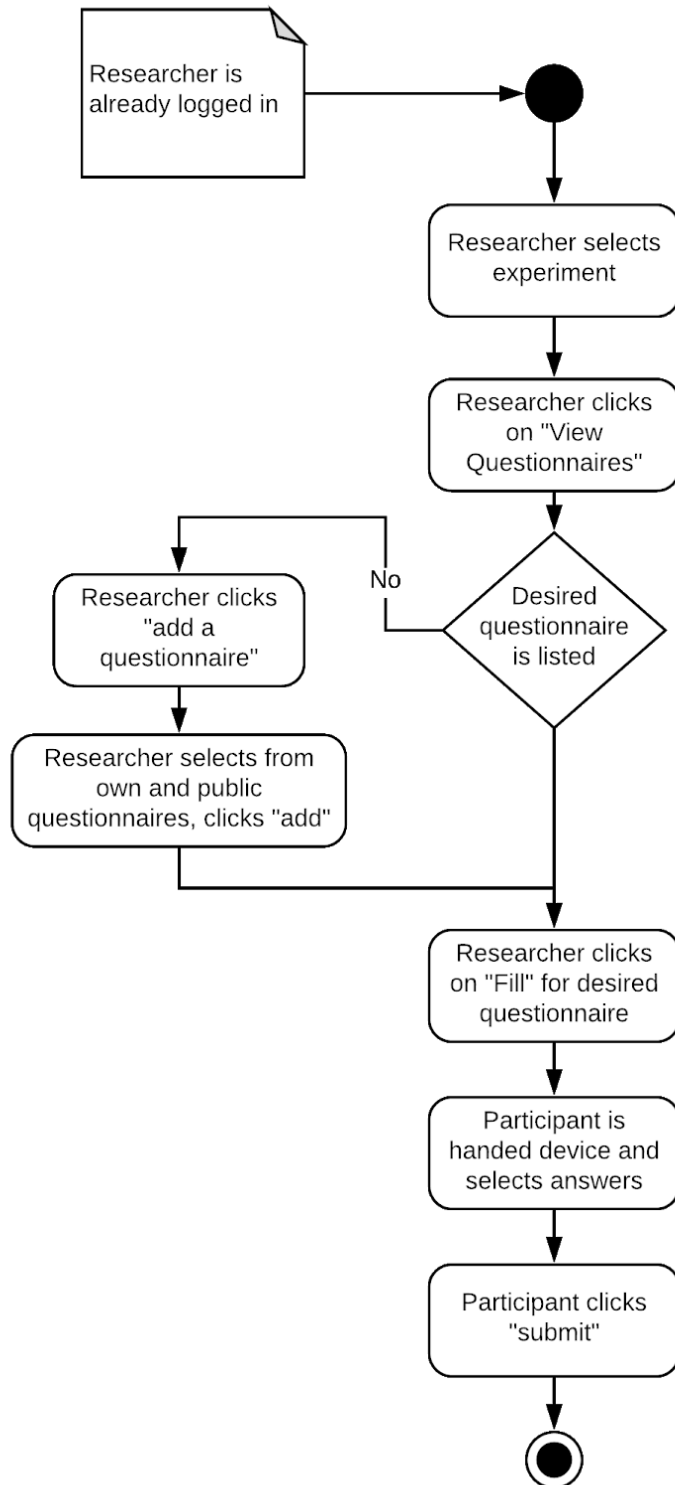 Researcher is
already logged in
Researcher selects
experiment
Researcher clicks
on "View
Questionnaires"
No
Desired
questionnaire
is listed
Researcher clicks
"add a
questionnaire"
Researcher selects from
own and public
questionnaires, clicks "add"
Researcher clicks
on "Fill" for desired
questionnaire
Participant is
handed device and
selects answers
Participant clicks
"submit"